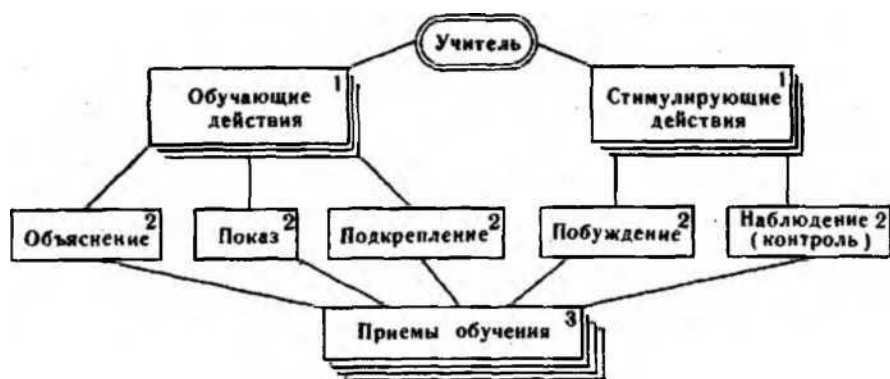 Учитель
Обучающие
действия
1
Стимулирующие
действия
1
Объяснение 2
Показ 2
Подкрепление 2
Побуждение 2
Наблюдение 2
(контроль)
Приемы обучения 3